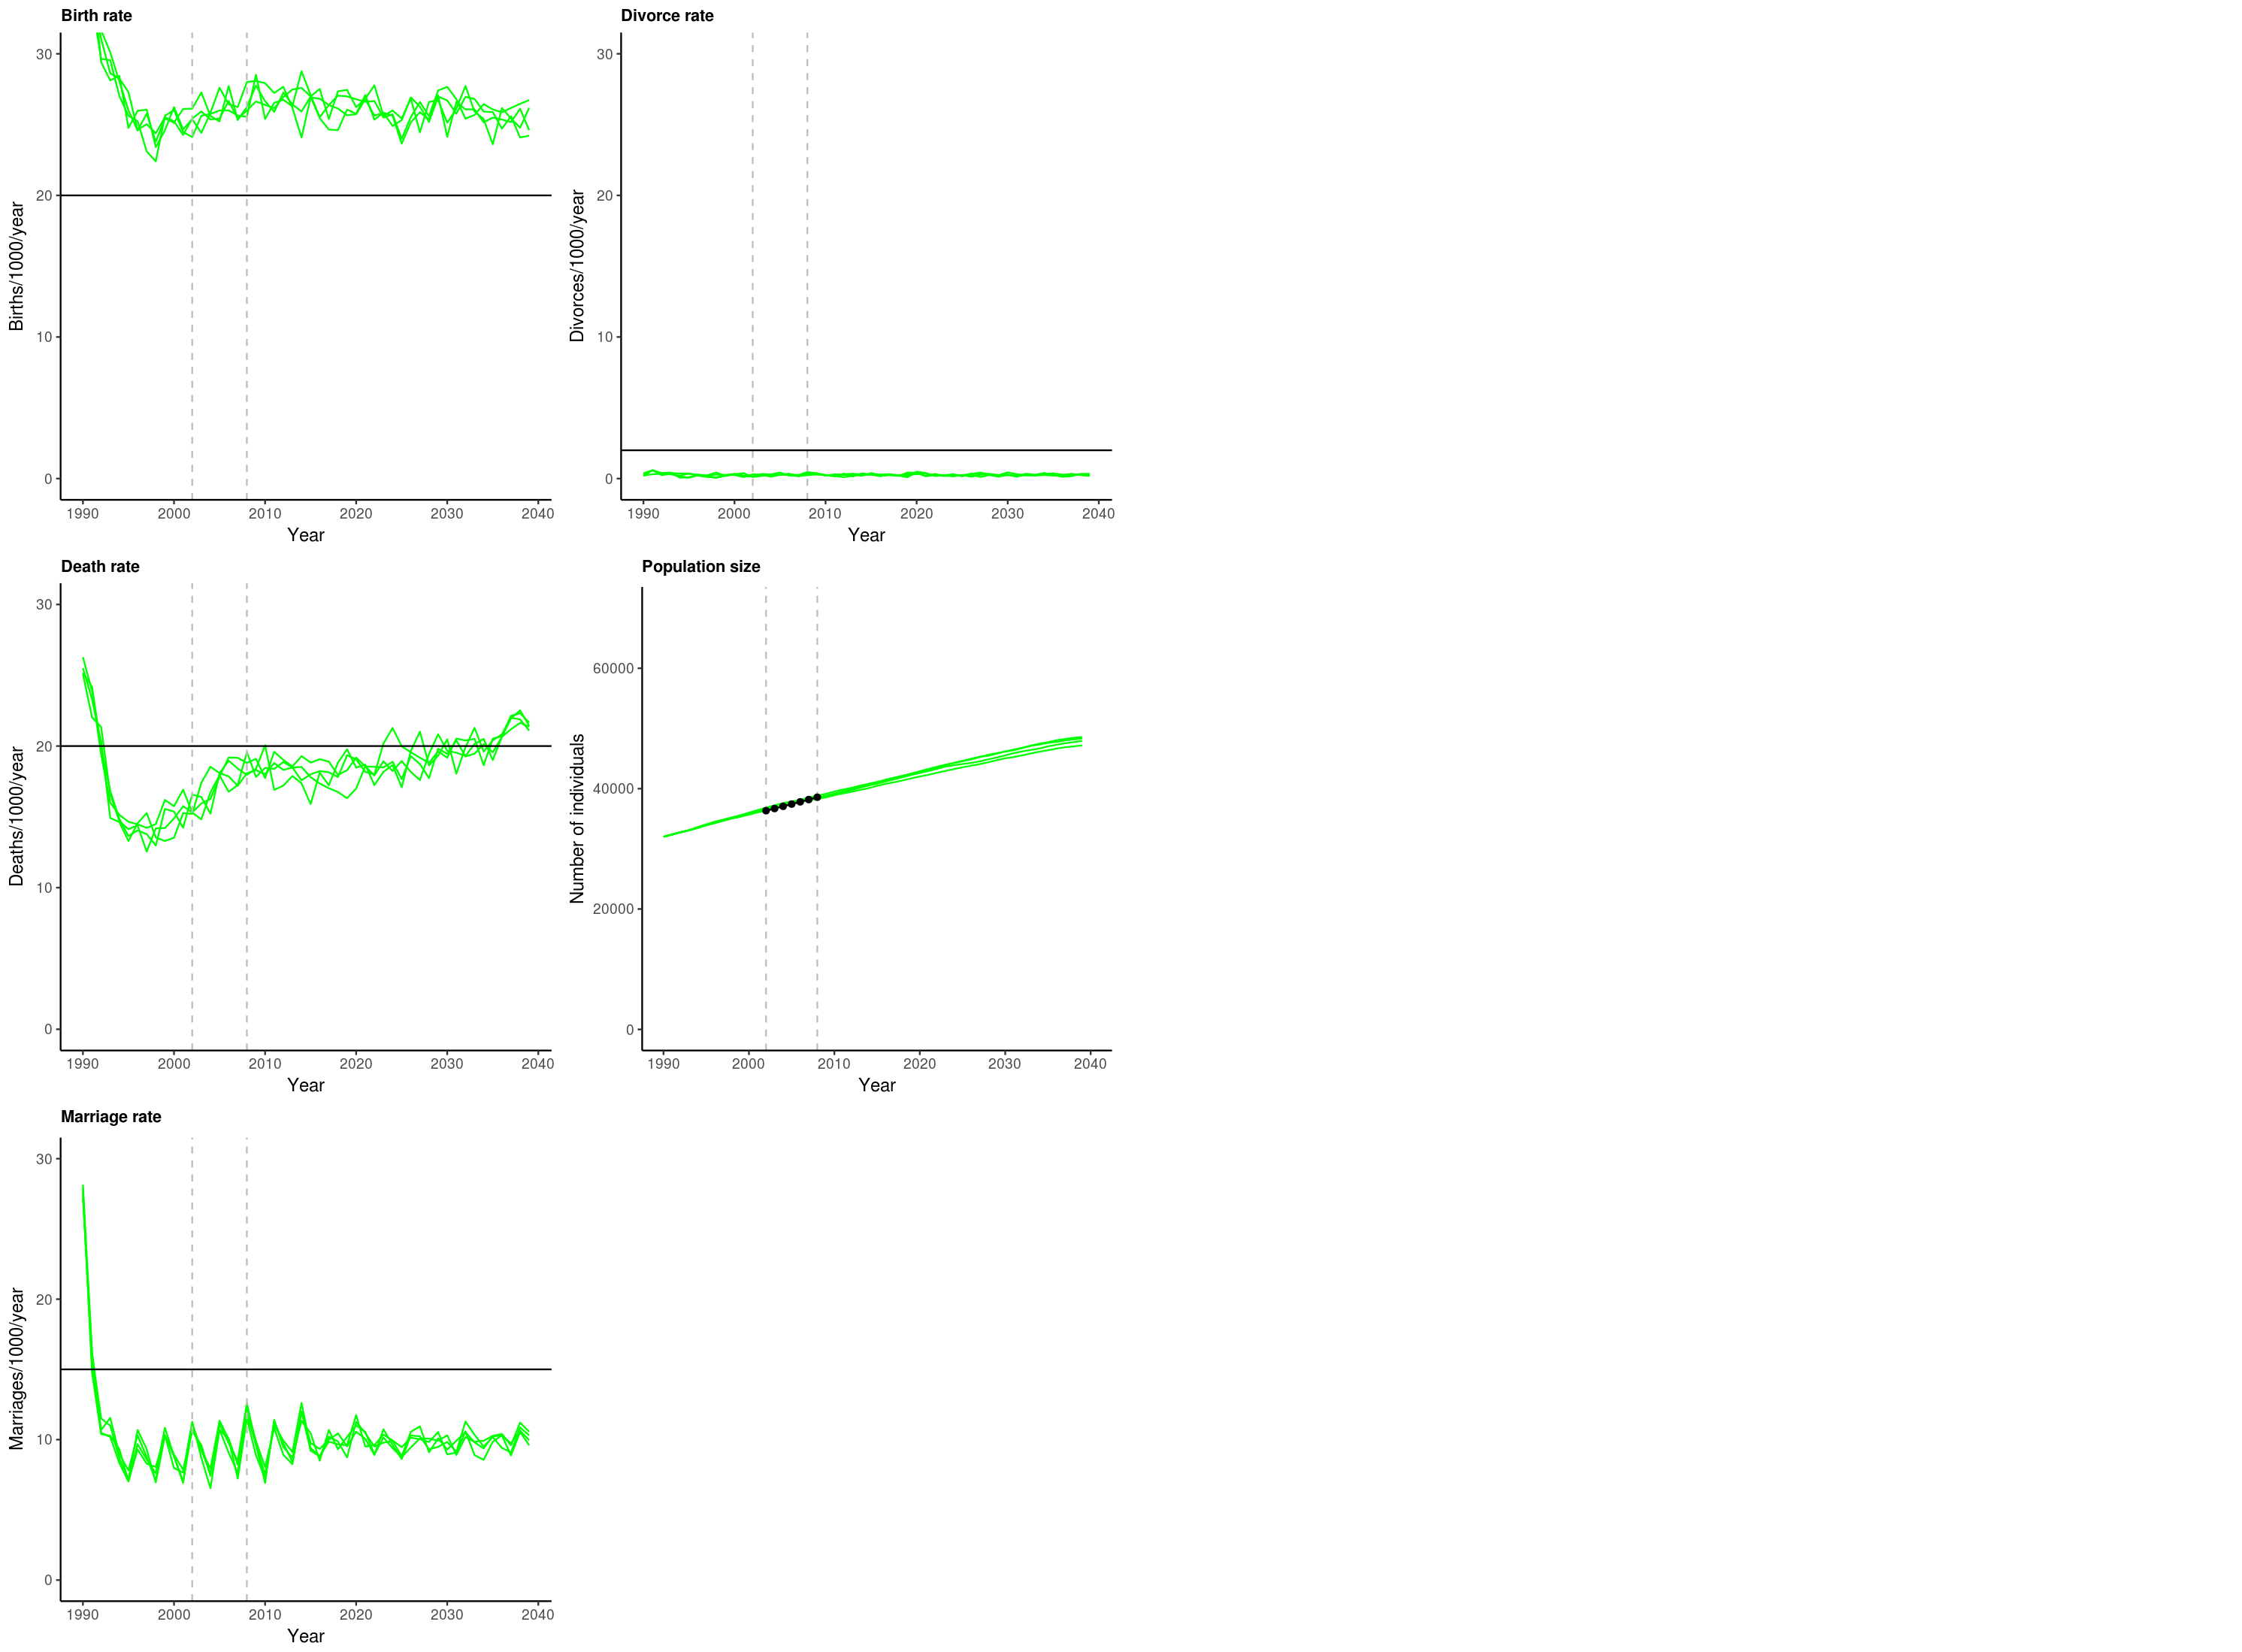 Birth rate
Births/1000/year
30
20
10
0
1990 2000 2010 2020 2030 2040
Year
Divorce rate
Divorces/1000/year
30
20
10
0
1990 2000 2010 2020 2030 2040
Year
Death rate
Deaths/1000/year
30
20
10
0
1990 2000 2010 2020 2030 2040
Year
Population size
Number of individuals
60000
40000
20000
0
1990 2000 2010 2020 2030 2040
Year
Marriage rate
Marriages/1000/year
30
20
10
0
1990 2000 2010 2020 2030 2040
Year